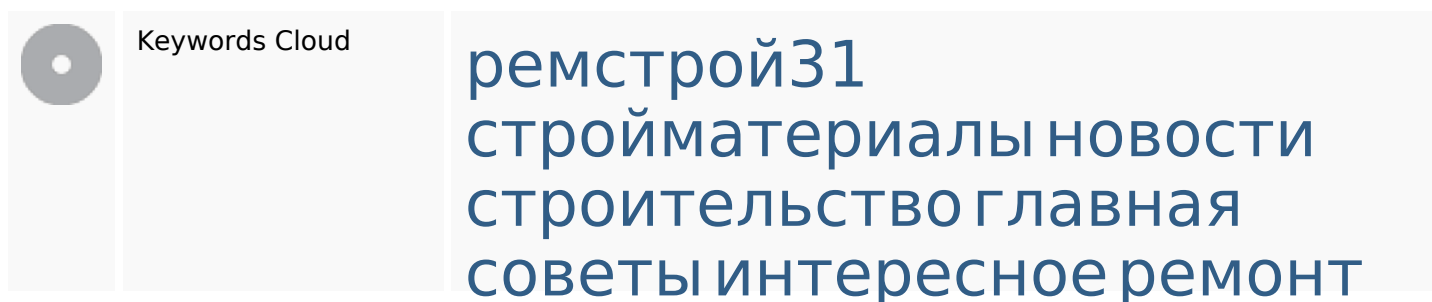 Keywords Cloud
ремстрой31
стройматериалы новости
строительство главная
советы интересное ремонт